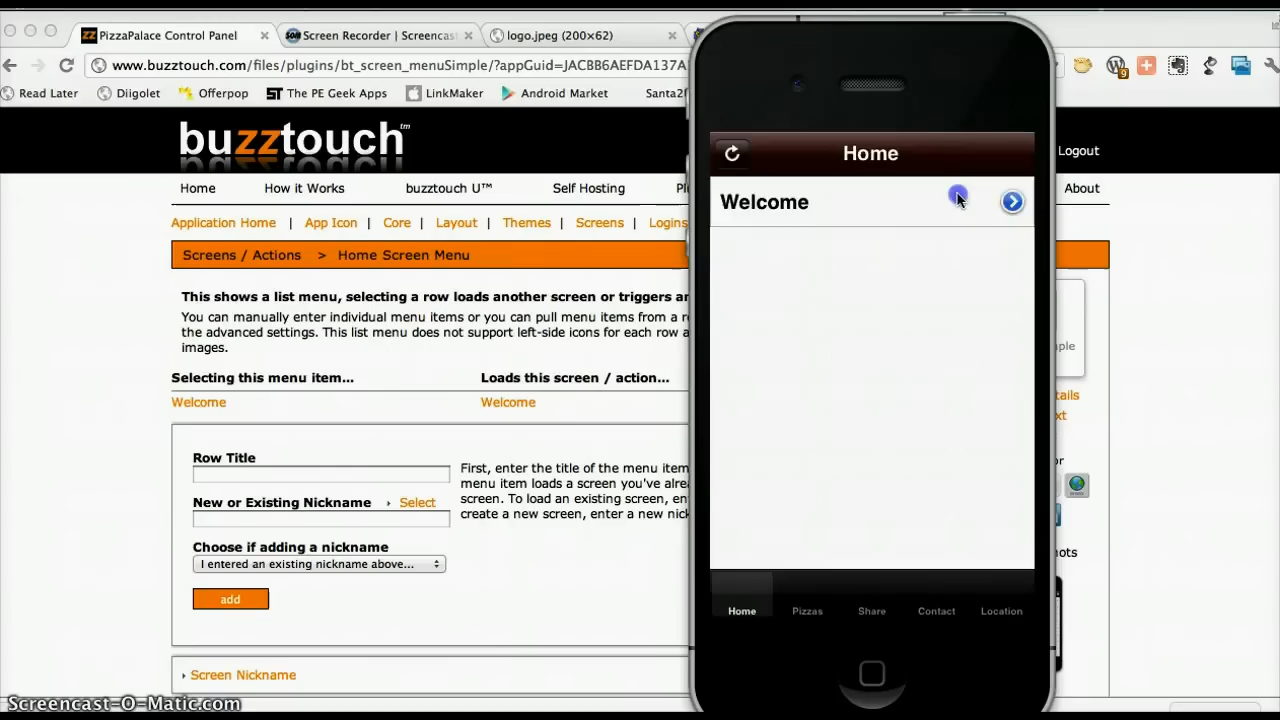 PizzaPalace Control Panel
Screen Recorder | Screencast
logo.jpeg (200×62)
www.buzztouch.com/files/plugins/bt_screen_menuSimple/?appGuid=JACBB6AEFDA137A
Read Later
Diigolet
Offerpop
The PE Geek Apps
LinkMaker
Android Market
Santa2
9
buzztouch™
Logout
Home
How it Works
buzztouch U™
Self Hosting
About
Application Home | App Icon | Core | Layout | Themes | Screens | Logins
Screens / Actions > Home Screen Menu
This shows a list menu, selecting a row loads another screen or triggers
You can manually enter individual menu items or you can pull menu items from a
the advanced settings. This list menu does not support left-side icons for each row
images.
Selecting this menu item...
Loads this screen / action...
Welcome
Welcome
Row Title
New or Existing Nickname
Select
Choose if adding a nickname
I entered an existing nickname above...
add
First, enter the title of the menu item
menu item loads a screen you've
screen. To load an existing screen,
create a new screen, enter a new
Screen Nickname
Home
Welcome
Home
Pizzas
Share
Contact
Location
Screencast-O-Matic.com